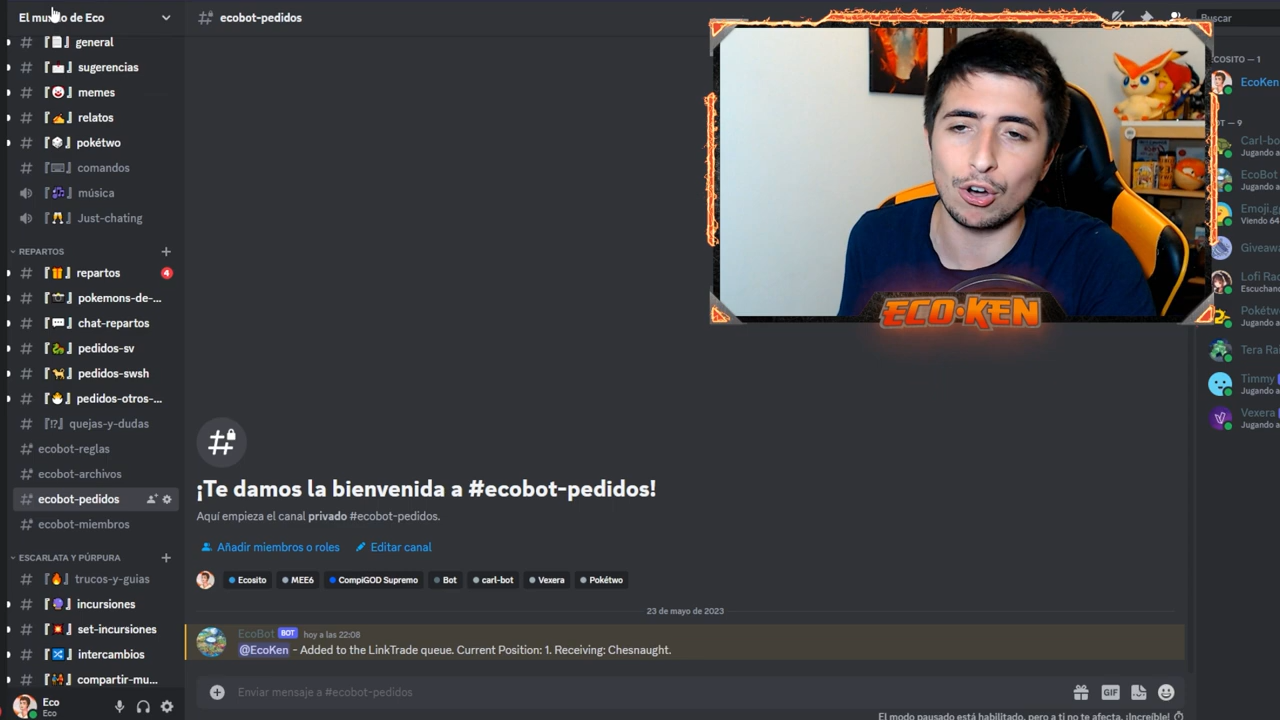 El mundo de Eco
general
sugerencias
memes
relatos
pokétwo
comandos
música
Just-chating
REPARTOS
repartos
4
pokemons-de-...
chat-repartos
pedidos-sv
pedidos-swsh
pedidos-otros-...
quejas-y-dudas
ecobot-reglas
ecobot-archivos
ecobot-pedidos
ecobot-miembros
ESCARLATA Y PÚRPURA
trucos-y-guias
incursiones
set-incursiones
intercambios
compartir-mu...
Eco
Eco
ecobot-pedidos
ECO·KEN
¡Te damos la bienvenida a #ecobot-pedidos!
Aquí empieza el canal privado #ecobot-pedidos.
Añadir miembros o roles
Editar canal
Ecosito
MEE6
CompiGOD Supremo
Bot
carl-bot
Vexera
Pokétwo
23 de mayo de 2023
EcoBot BOT hoy a las 22:08
@EcoKen - Added to the LinkTrade queue. Current Position: 1. Receiving: Chesnaught.
Enviar mensaje a #ecobot-pedidos
GIF
El modo pausado está habilitado, pero a ti no te afecta. ¡Increíble!
Buscar
COSITO — 1
EcoKen
OT — 9
Carl-bo
Jugando a
EcoBot
Jugando a
Emoji.g
Viendo 64
Giveaw
Lofi Ra
Escuchan
Pokétw
Jugando a
Tera Ra
Timmy
Jugando a
Vexera
Jugando a